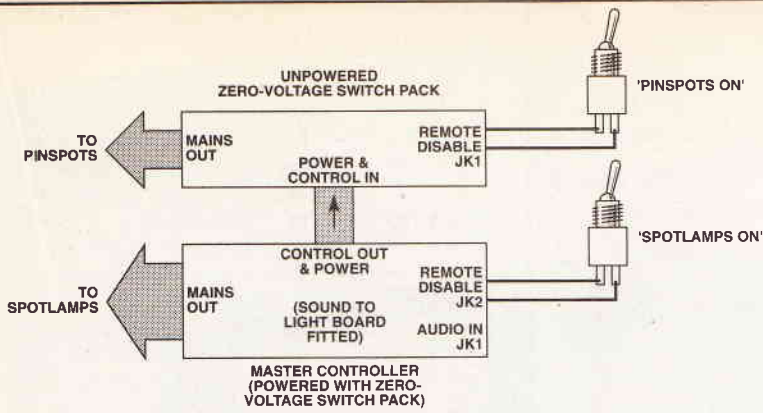 UNPOWERED
ZERO-VOLTAGE SWITCH PACK
'PINSPOTS ON'
TO
PINSPOTS
MAINS
OUT
REMOTE
DISABLE
JK1
POWER &
CONTROL IN
CONTROL OUT
& POWER
'SPOTLAMPS ON'
TO
SPOTLAMPS
MAINS
OUT
(SOUND TO
LIGHT BOARD
FITTED)
REMOTE
DISABLE
JK2
AUDIO IN
JK1
MASTER CONTROLLER
(POWERED WITH ZERO-
VOLTAGE SWITCH PACK)